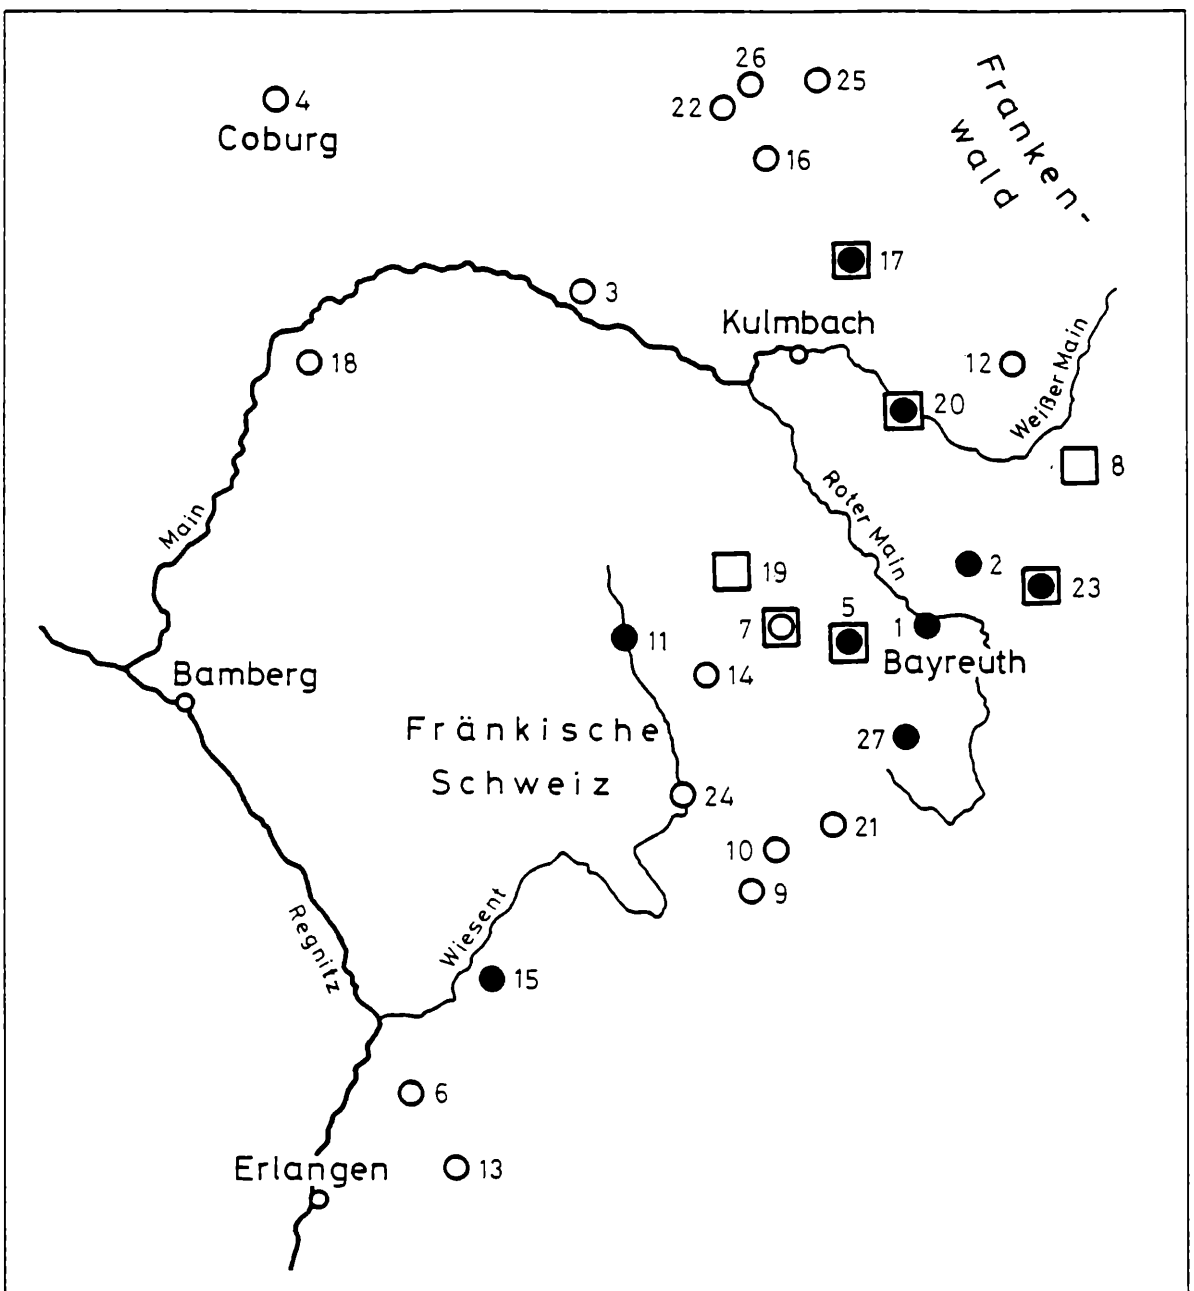 26
25
22
4
Coburg
16
Franken-
wald
17
3
Kulmbach
18
12
Weißer Main
20
8
Roter Main
Main
19
2
23
5
7
1
11
Bayreuth
14
Bamberg
Fränkische
Schweiz
27
24
21
10
9
Wiesent
Regnitz
15
6
Erlangen
13